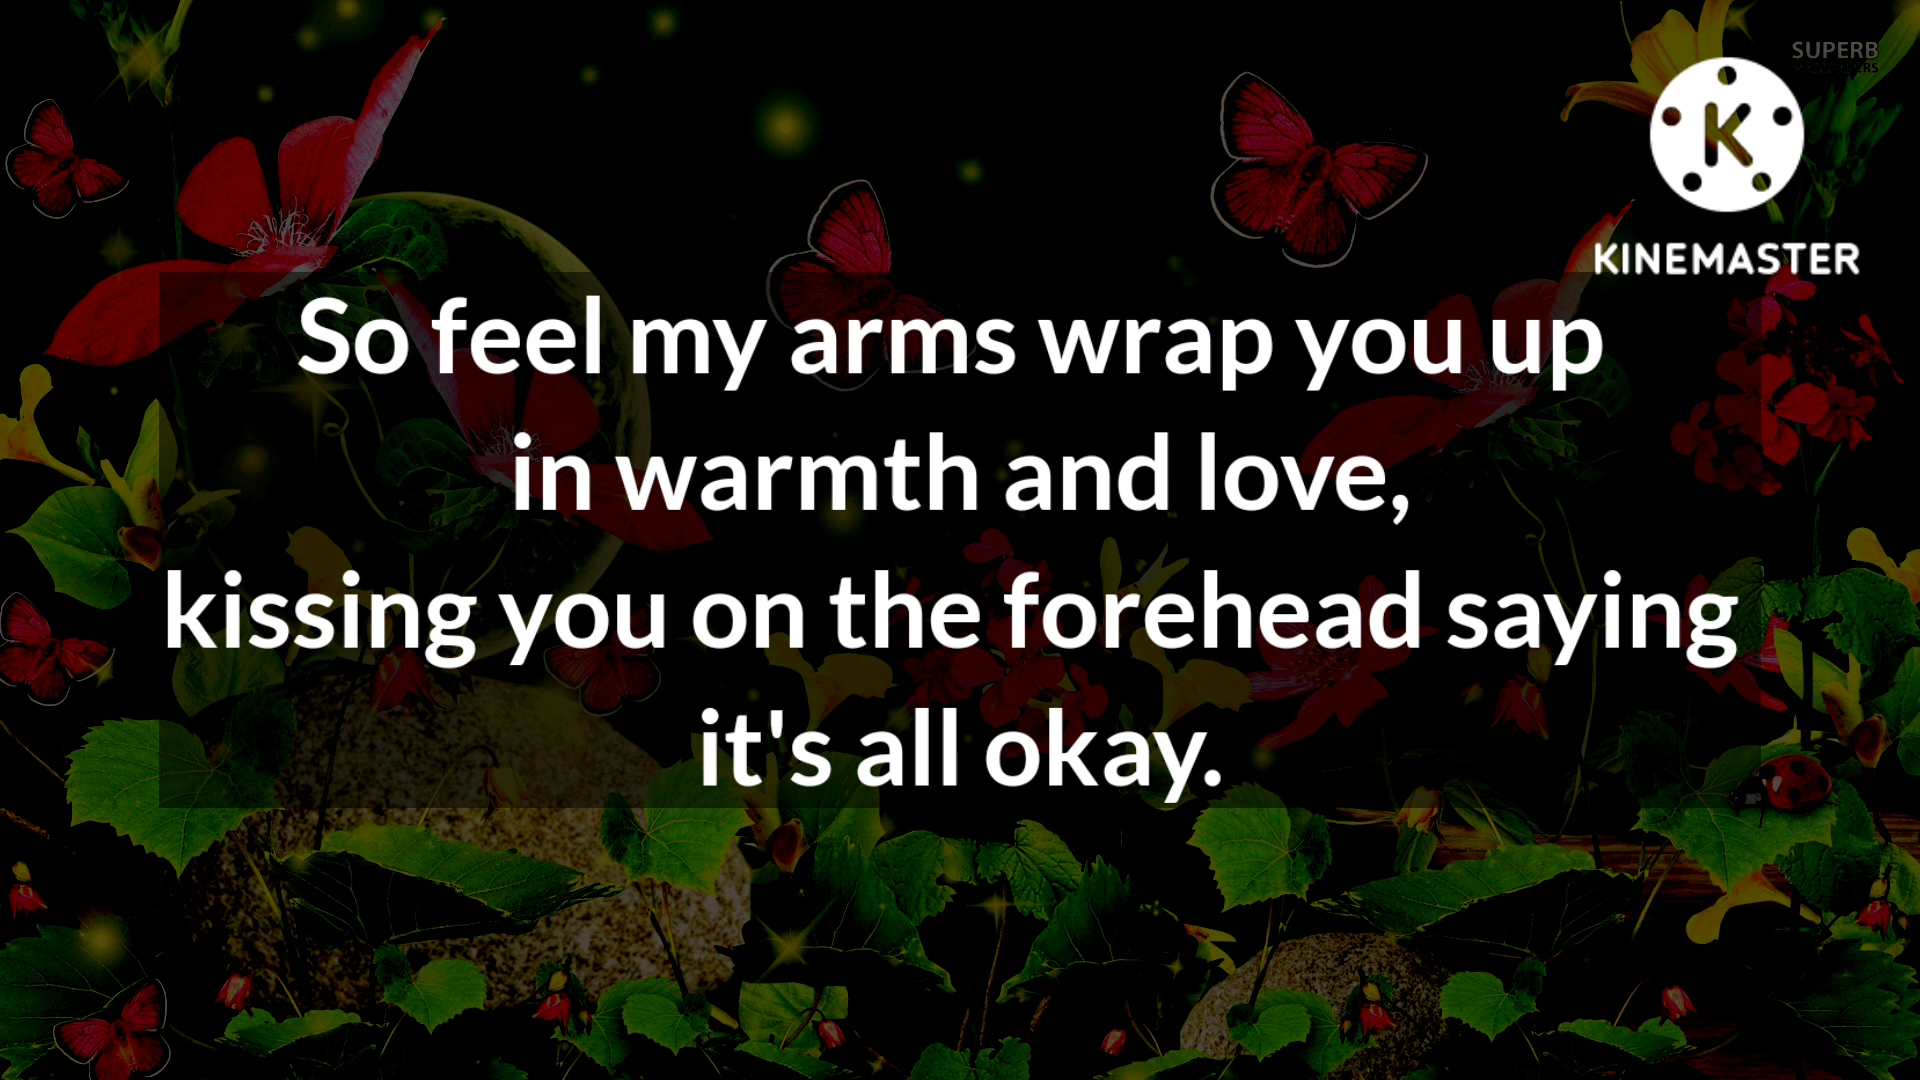 SUPERB
KINEMASTER
So feel my arms wrap you up
in warmth and love,
kissing you on the forehead saying
it's all okay.